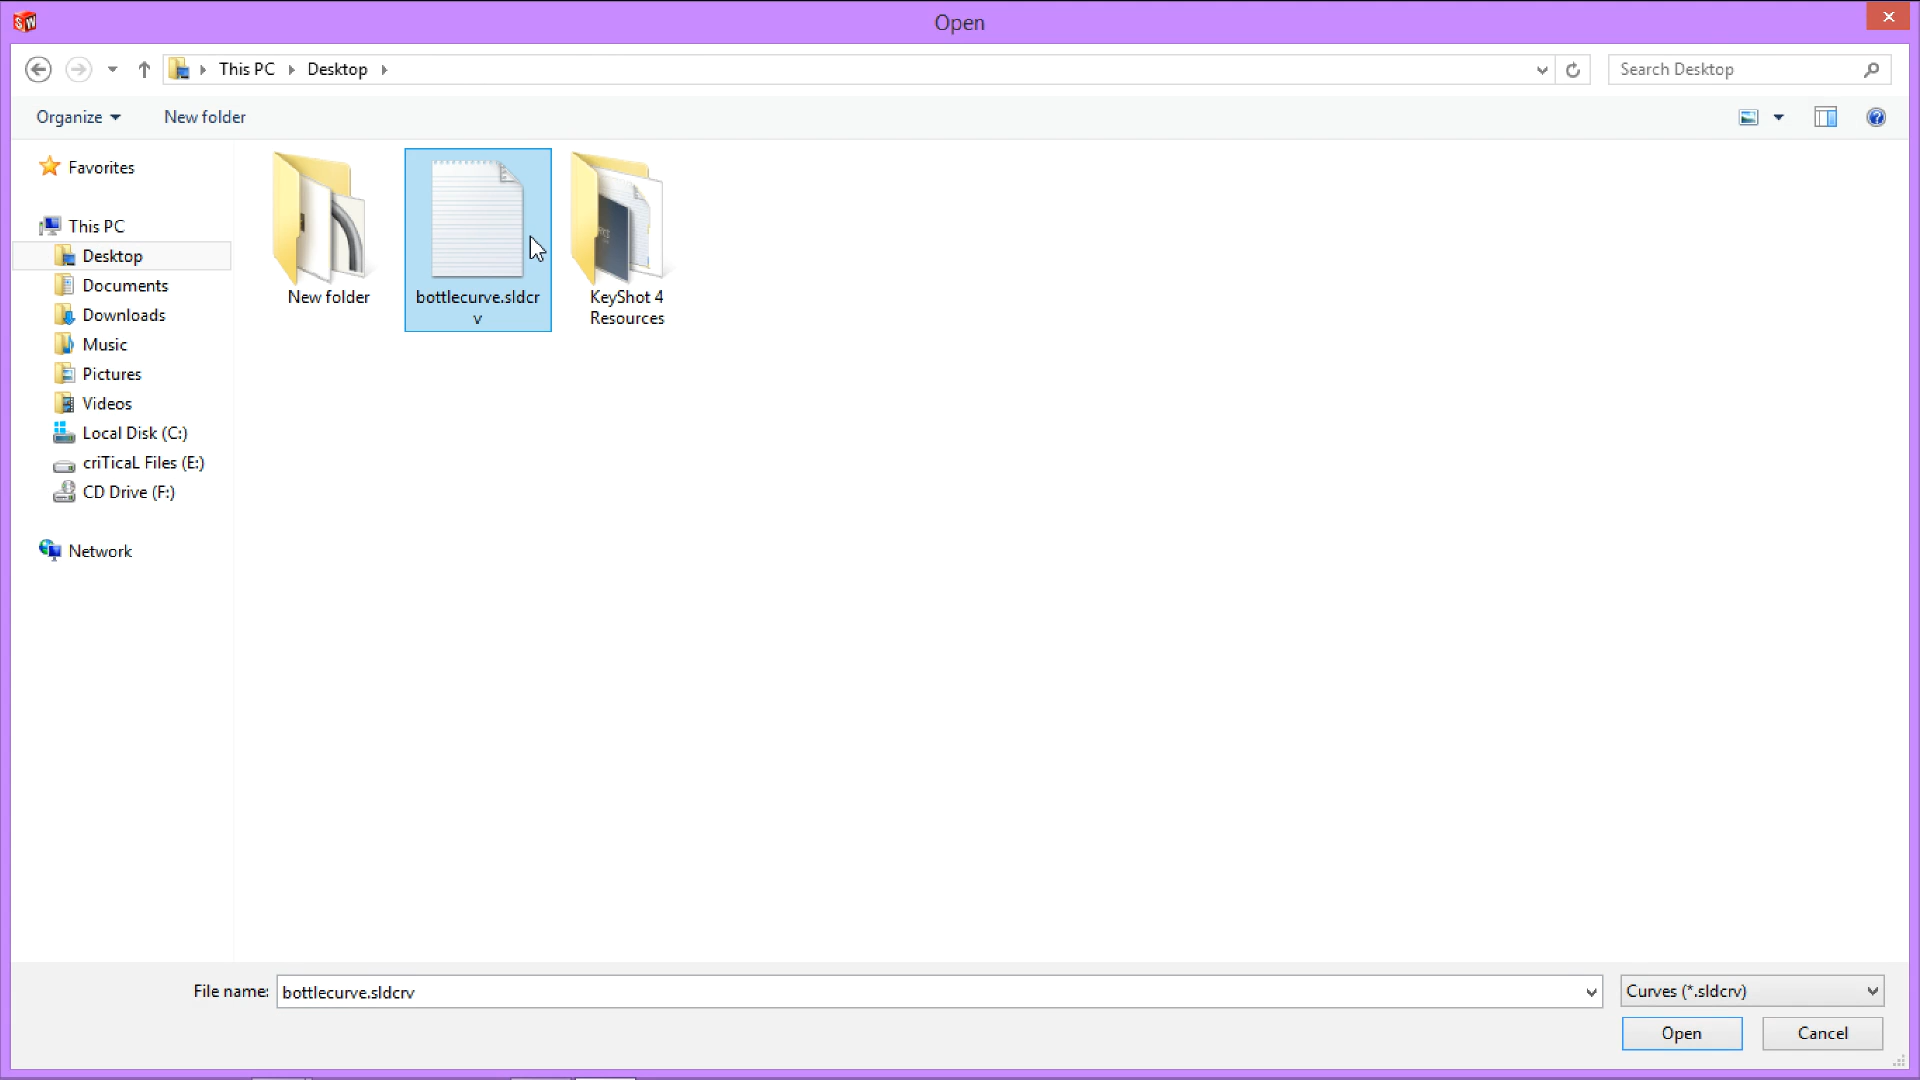 SW
Open
This PC
Desktop
Search Desktop
Organize
New folder
Favorites
This PC
Desktop
Documents
Downloads
Music
Pictures
Videos
Local Disk (C:)
criTicaL Files (E:)
CD Drive (F:)
Network
New folder
bottlecurve.sldcr
v
KeyShot 4
Resources
File name:
bottlecurve.sldcrv
Curves (*.sldcrv)
Open
Cancel